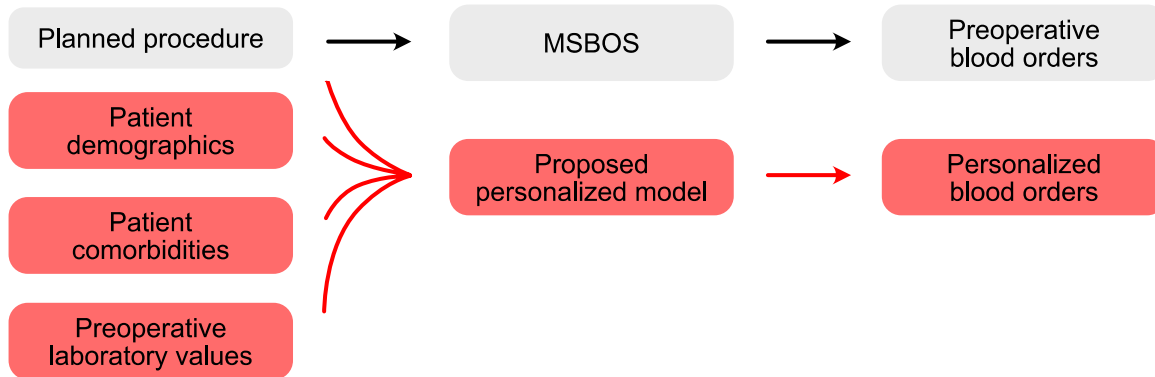 Planned procedure
MSBOS
Preoperative
blood orders
Patient
demographics
Proposed
personalized model
Personalized
blood orders
Patient
comorbidities
Preoperative
laboratory values